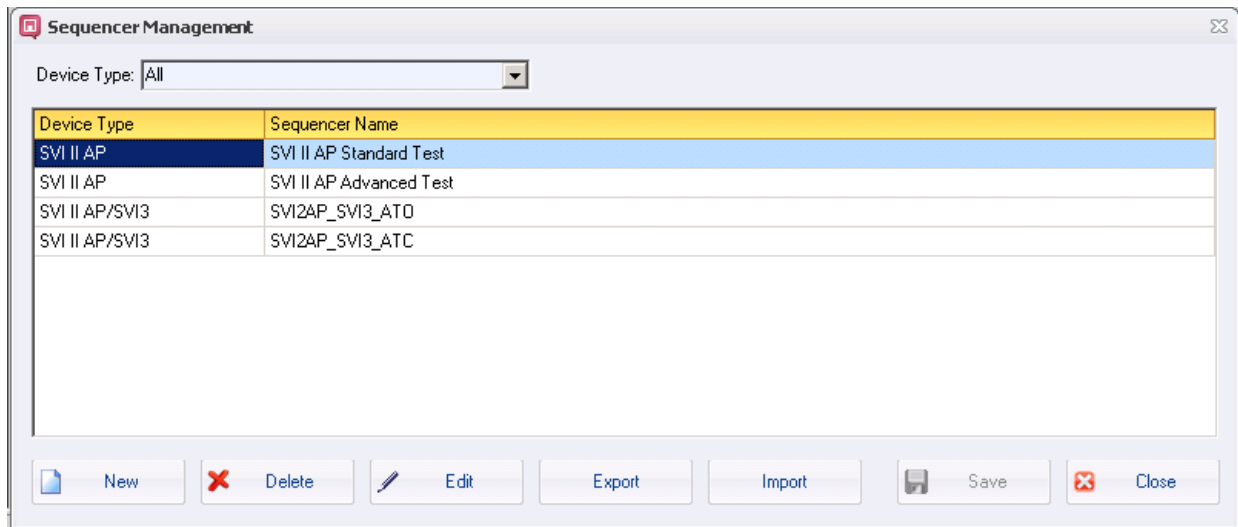 Sequencer Management
Device Type: All
Device Type Sequencer Name
SVI II AP SVI II AP Standard Test
SVI II AP SVI II AP Advanced Test
SVI II AP/SVI3 SVI2AP_SVI3_ATO
SVI II AP/SVI3 SVI2AP_SVI3_ATC
New Delete Edit Export Import Save Close